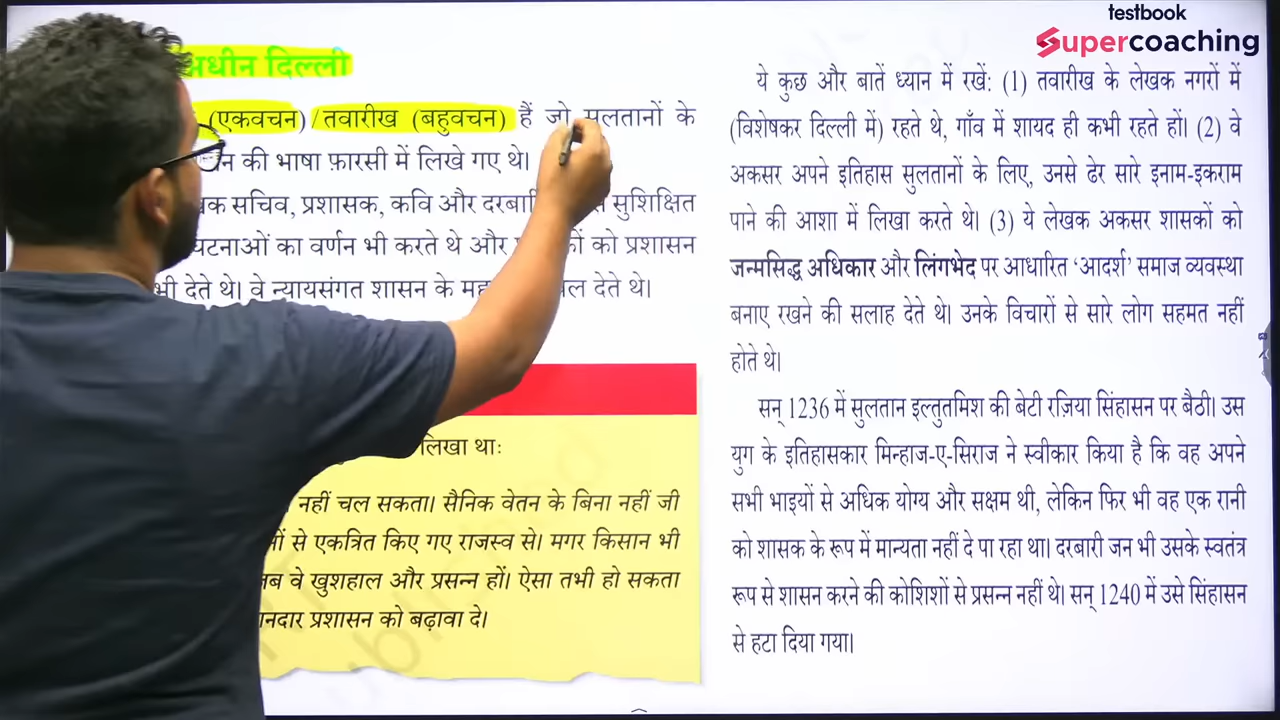 testbook
Supercoaching
अधीन दिल्ली
(एकवचन) /तवारीख (बहुवचन) हैं जो सुलतानों के
की भाषा फ़ारसी में लिखे गए थे।
सचिव, प्रशासक, कवि और सुशिक्षित
घटनाओं का वर्णन भी करते थे और को प्रशासन
भी देते थे। वे न्यायसंगत शासन के देते थे।
लिखा था:
नहीं चल सकता। सैनिक वेतन के बिना नहीं जी
से एकत्रित किए गए राजस्व से। मगर किसान भी
वे खुशहाल और प्रसन्न हों। ऐसा तभी हो सकता
प्रशासन को बढ़ावा दे।
ये कुछ और बातें ध्यान में रखें: (1) तवारीख के लेखक नगरों में
(विशेषकर दिल्ली में) रहते थे, गाँव में शायद ही कभी रहते हों। (2) वे
अकसर अपने इतिहास सुलतानों के लिए, उनसे ढेर सारे इनाम-इकराम
पाने की आशा में लिखा करते थे। (3) ये लेखक अकसर शासकों को
जन्मसिद्ध अधिकार और लिंगभेद पर आधारित ‘आदर्श’ समाज व्यवस्था
बनाए रखने की सलाह देते थे। उनके विचारों से सारे लोग सहमत नहीं
होते थे।
सन् 1236 में सुलतान इल्तुतमिश की बेटी रज़िया सिंहासन पर बैठी। उस
युग के इतिहासकार मिन्हाज-ए-सिराज ने स्वीकार किया है कि वह अपने
सभी भाइयों से अधिक योग्य और सक्षम थी, लेकिन फिर भी वह एक रानी
को शासक के रूप में मान्यता नहीं दे पा रहा था। दरबारी जन भी उसके स्वतंत्र
रूप से शासन करने की कोशिशों से प्रसन्न नहीं थे। सन् 1240 में उसे सिंहासन
से हटा दिया गया।